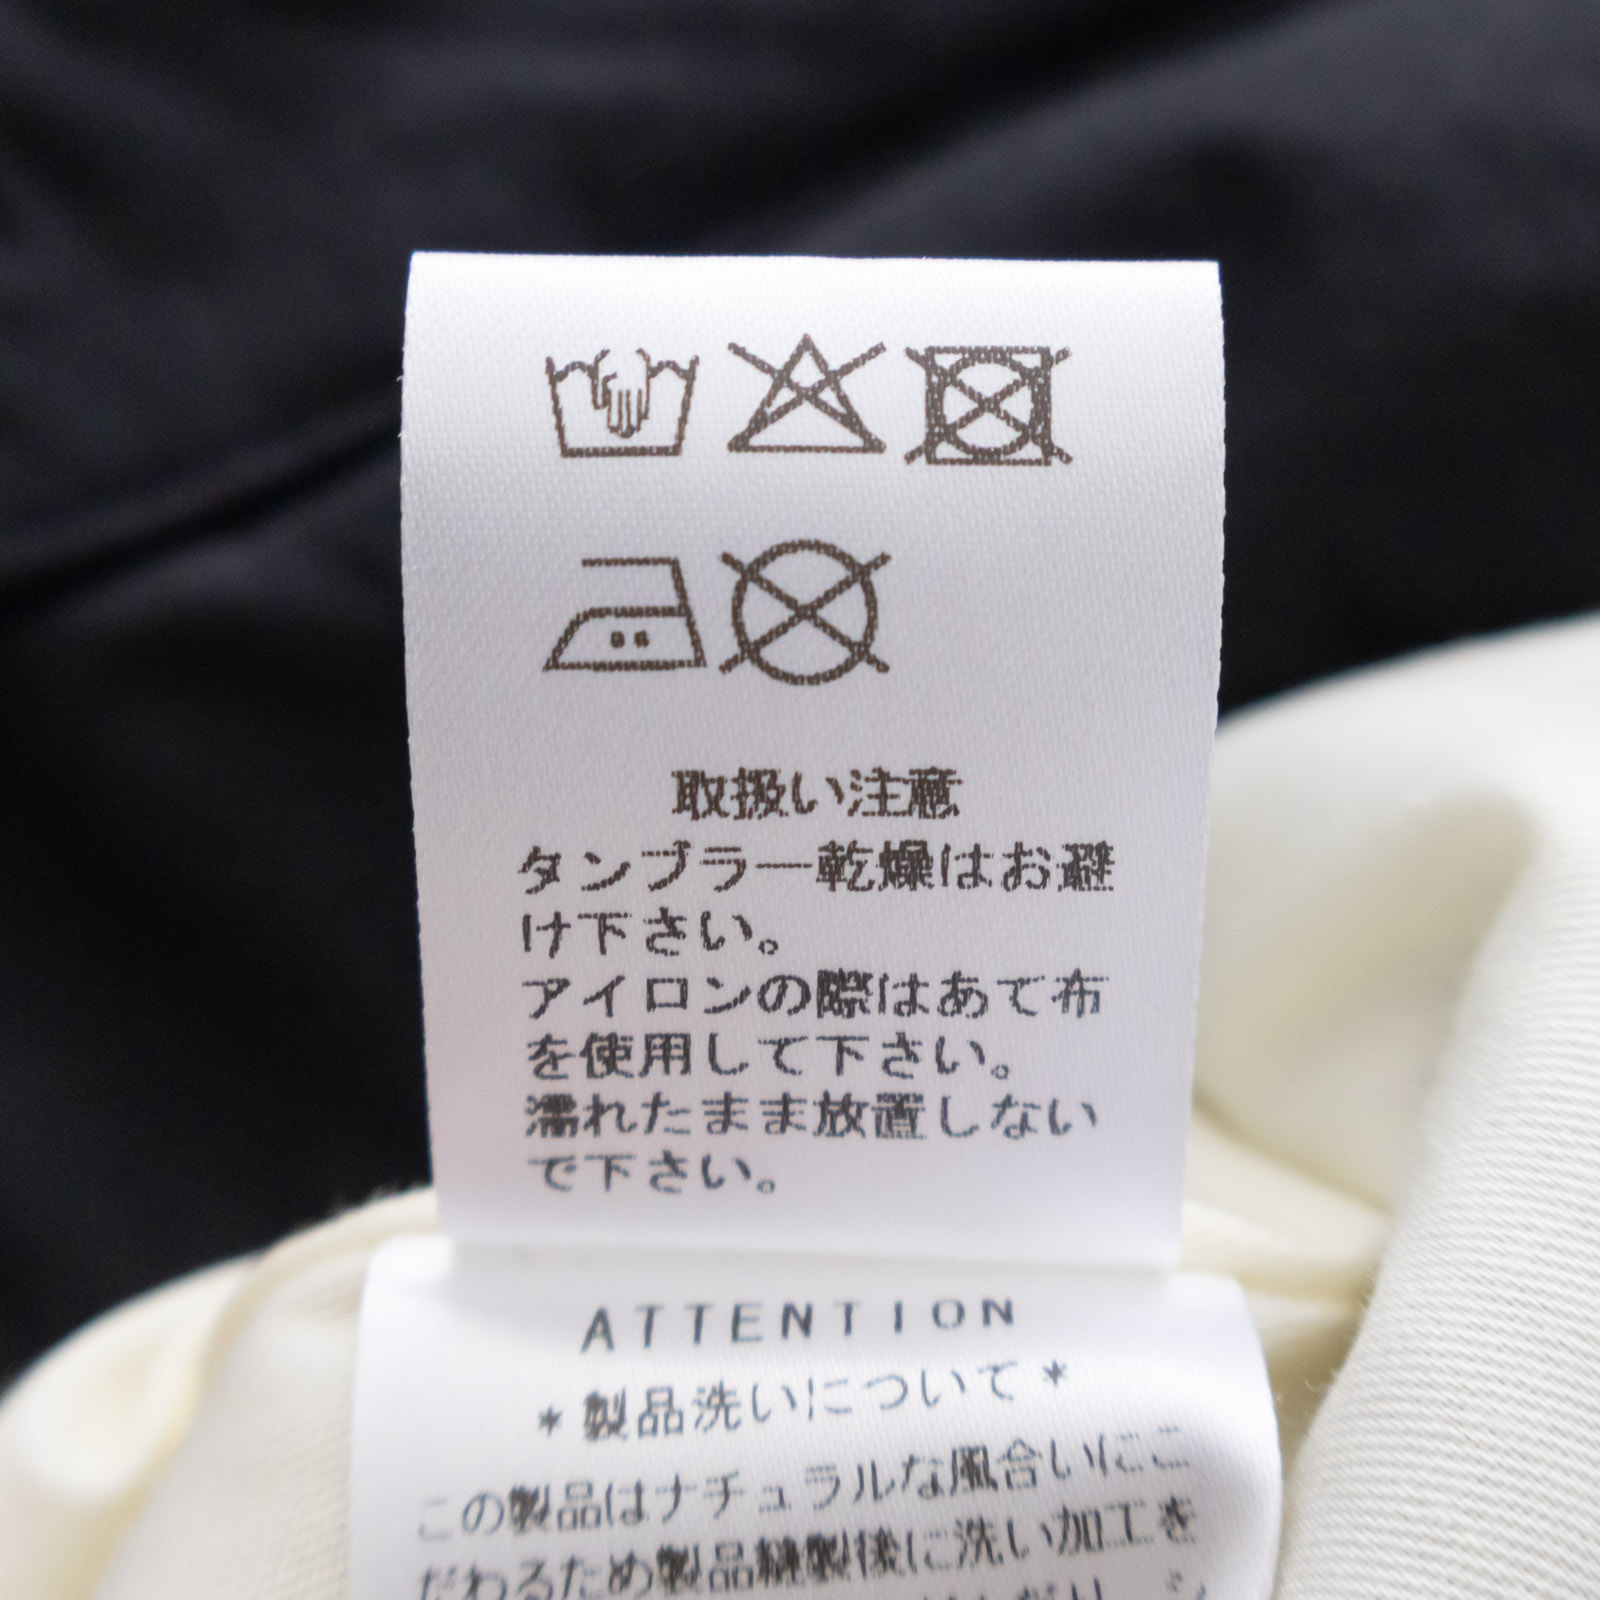 取扱い注意
タンブラー乾燥はお避
け下さい。
アイロンの際はあて布
を使用して下さい。
濡れたまま放置しない
で下さい。
ATTENTION
*製品洗いについて*
この製品はナチュラルな風合いにこ
だわるため製品縫製後に洗い加工を